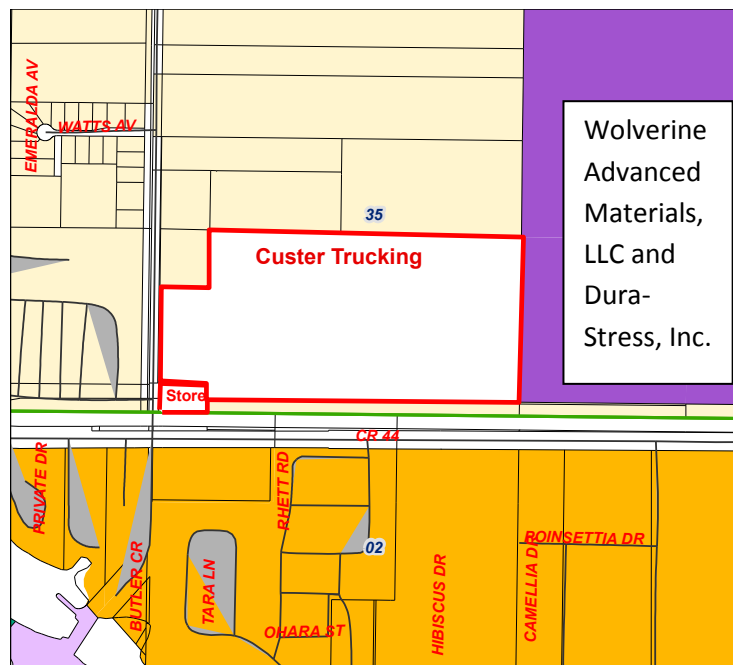 EMERALDA AV
WATTS AV
Wolverine
Advanced
Materials,
LLC and
Dura-
Stress, Inc.
35
Custer Trucking
Store
CR 44
PRIVATE DR
BUTLER CR
TARA LN
RHETT RD
OHARA ST
02
HIBISCUS DR
CAMELLIA DR
POINSETTIA DR